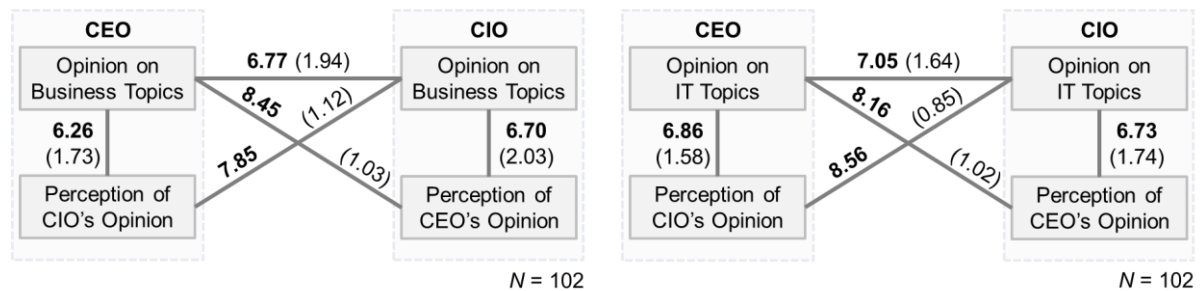 CEO
CIO
Opinion on
Business Topics
6.77 (1.94)
Opinion on
Business Topics
8.45
(1.12)
6.26
(1.73)
6.70
(2.03)
7.85
(1.03)
Perception of
CIO's Opinion
Perception of
CEO's Opinion
N = 102
CEO
CIO
Opinion on
IT Topics
7.05 (1.64)
Opinion on
IT Topics
8.16
(0.85)
6.86
(1.58)
6.73
(1.74)
8.56
(1.02)
Perception of
CIO's Opinion
Perception of
CEO's Opinion
N = 102